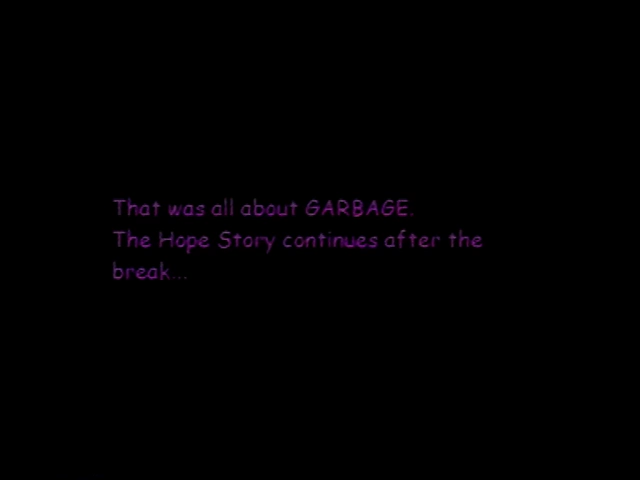 That was all about GARBAGE.
The Hope Story continues after the
break...